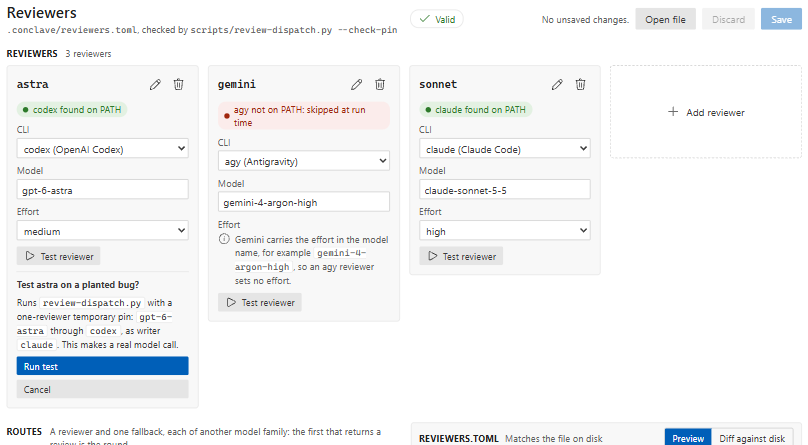 Reviewers
.conclave/reviewers.toml, checked by scripts/review-dispatch.py --check-pin
Valid
No unsaved changes.
Open file
Discard
Save
REVIEWERS 3 reviewers
astra
codex found on PATH
CLI
codex (OpenAI Codex)
Model
gpt-6-astra
Effort
medium
Test reviewer
Test astra on a planted bug?
Runs review-dispatch.py with a
one-reviewer temporary pin: gpt-6-
astra through codex, as writer
claude. This makes a real model call.
Run test
Cancel
gemini
agy not on PATH: skipped at run
time
CLI
agy (Antigravity)
Model
gemini-4-argon-high
Effort
Gemini carries the effort in the model
name, for example gemini-4-
argon-high, so an agy reviewer
sets no effort.
Test reviewer
sonnet
claude found on PATH
CLI
claude (Claude Code)
Model
claude-sonnet-5-5
Effort
high
Test reviewer
Add reviewer
ROUTES A reviewer and one fallback, each of another model family: the first that returns a
review is the round.
REVIEWERS.TOML Matches the file on disk
Preview
Diff against disk